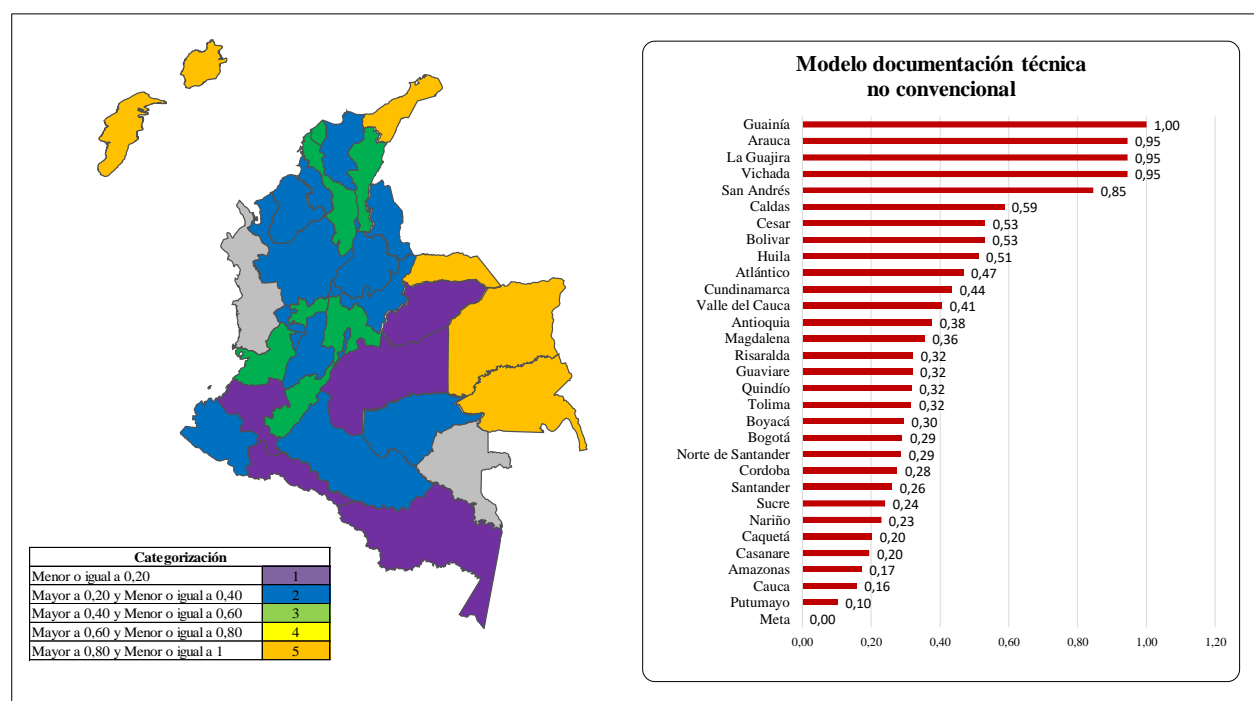 Modelo documentación técnica
no convencional
Guainía 1,00
Arauca 0,95
La Guajira 0,95
Vichada 0,95
San Andrés 0,85
Caldas 0,59
Cesar 0,53
Bolivar 0,53
Huila 0,51
Atlántico 0,47
Cundinamarca 0,44
Valle del Cauca 0,41
Antioquia 0,38
Magdalena 0,36
Risaralda 0,32
Guaviare 0,32
Quindío 0,32
Tolima 0,32
Boyacá 0,30
Bogotá 0,29
Norte de Santander 0,29
Cordoba 0,28
Santander 0,26
Sucre 0,24
Nariño 0,23
Caquetá 0,20
Casanare 0,20
Amazonas 0,17
Cauca 0,16
Putumayo 0,10
Meta 0,00
0,00 0,20 0,40 0,60 0,80 1,00 1,20
Categorización
Menor o igual a 0,20 1
Mayor a 0,20 y Menor o igual a 0,40 2
Mayor a 0,40 y Menor o igual a 0,60 3
Mayor a 0,60 y Menor o igual a 0,80 4
Mayor a 0,80 y Menor o igual a 1 5